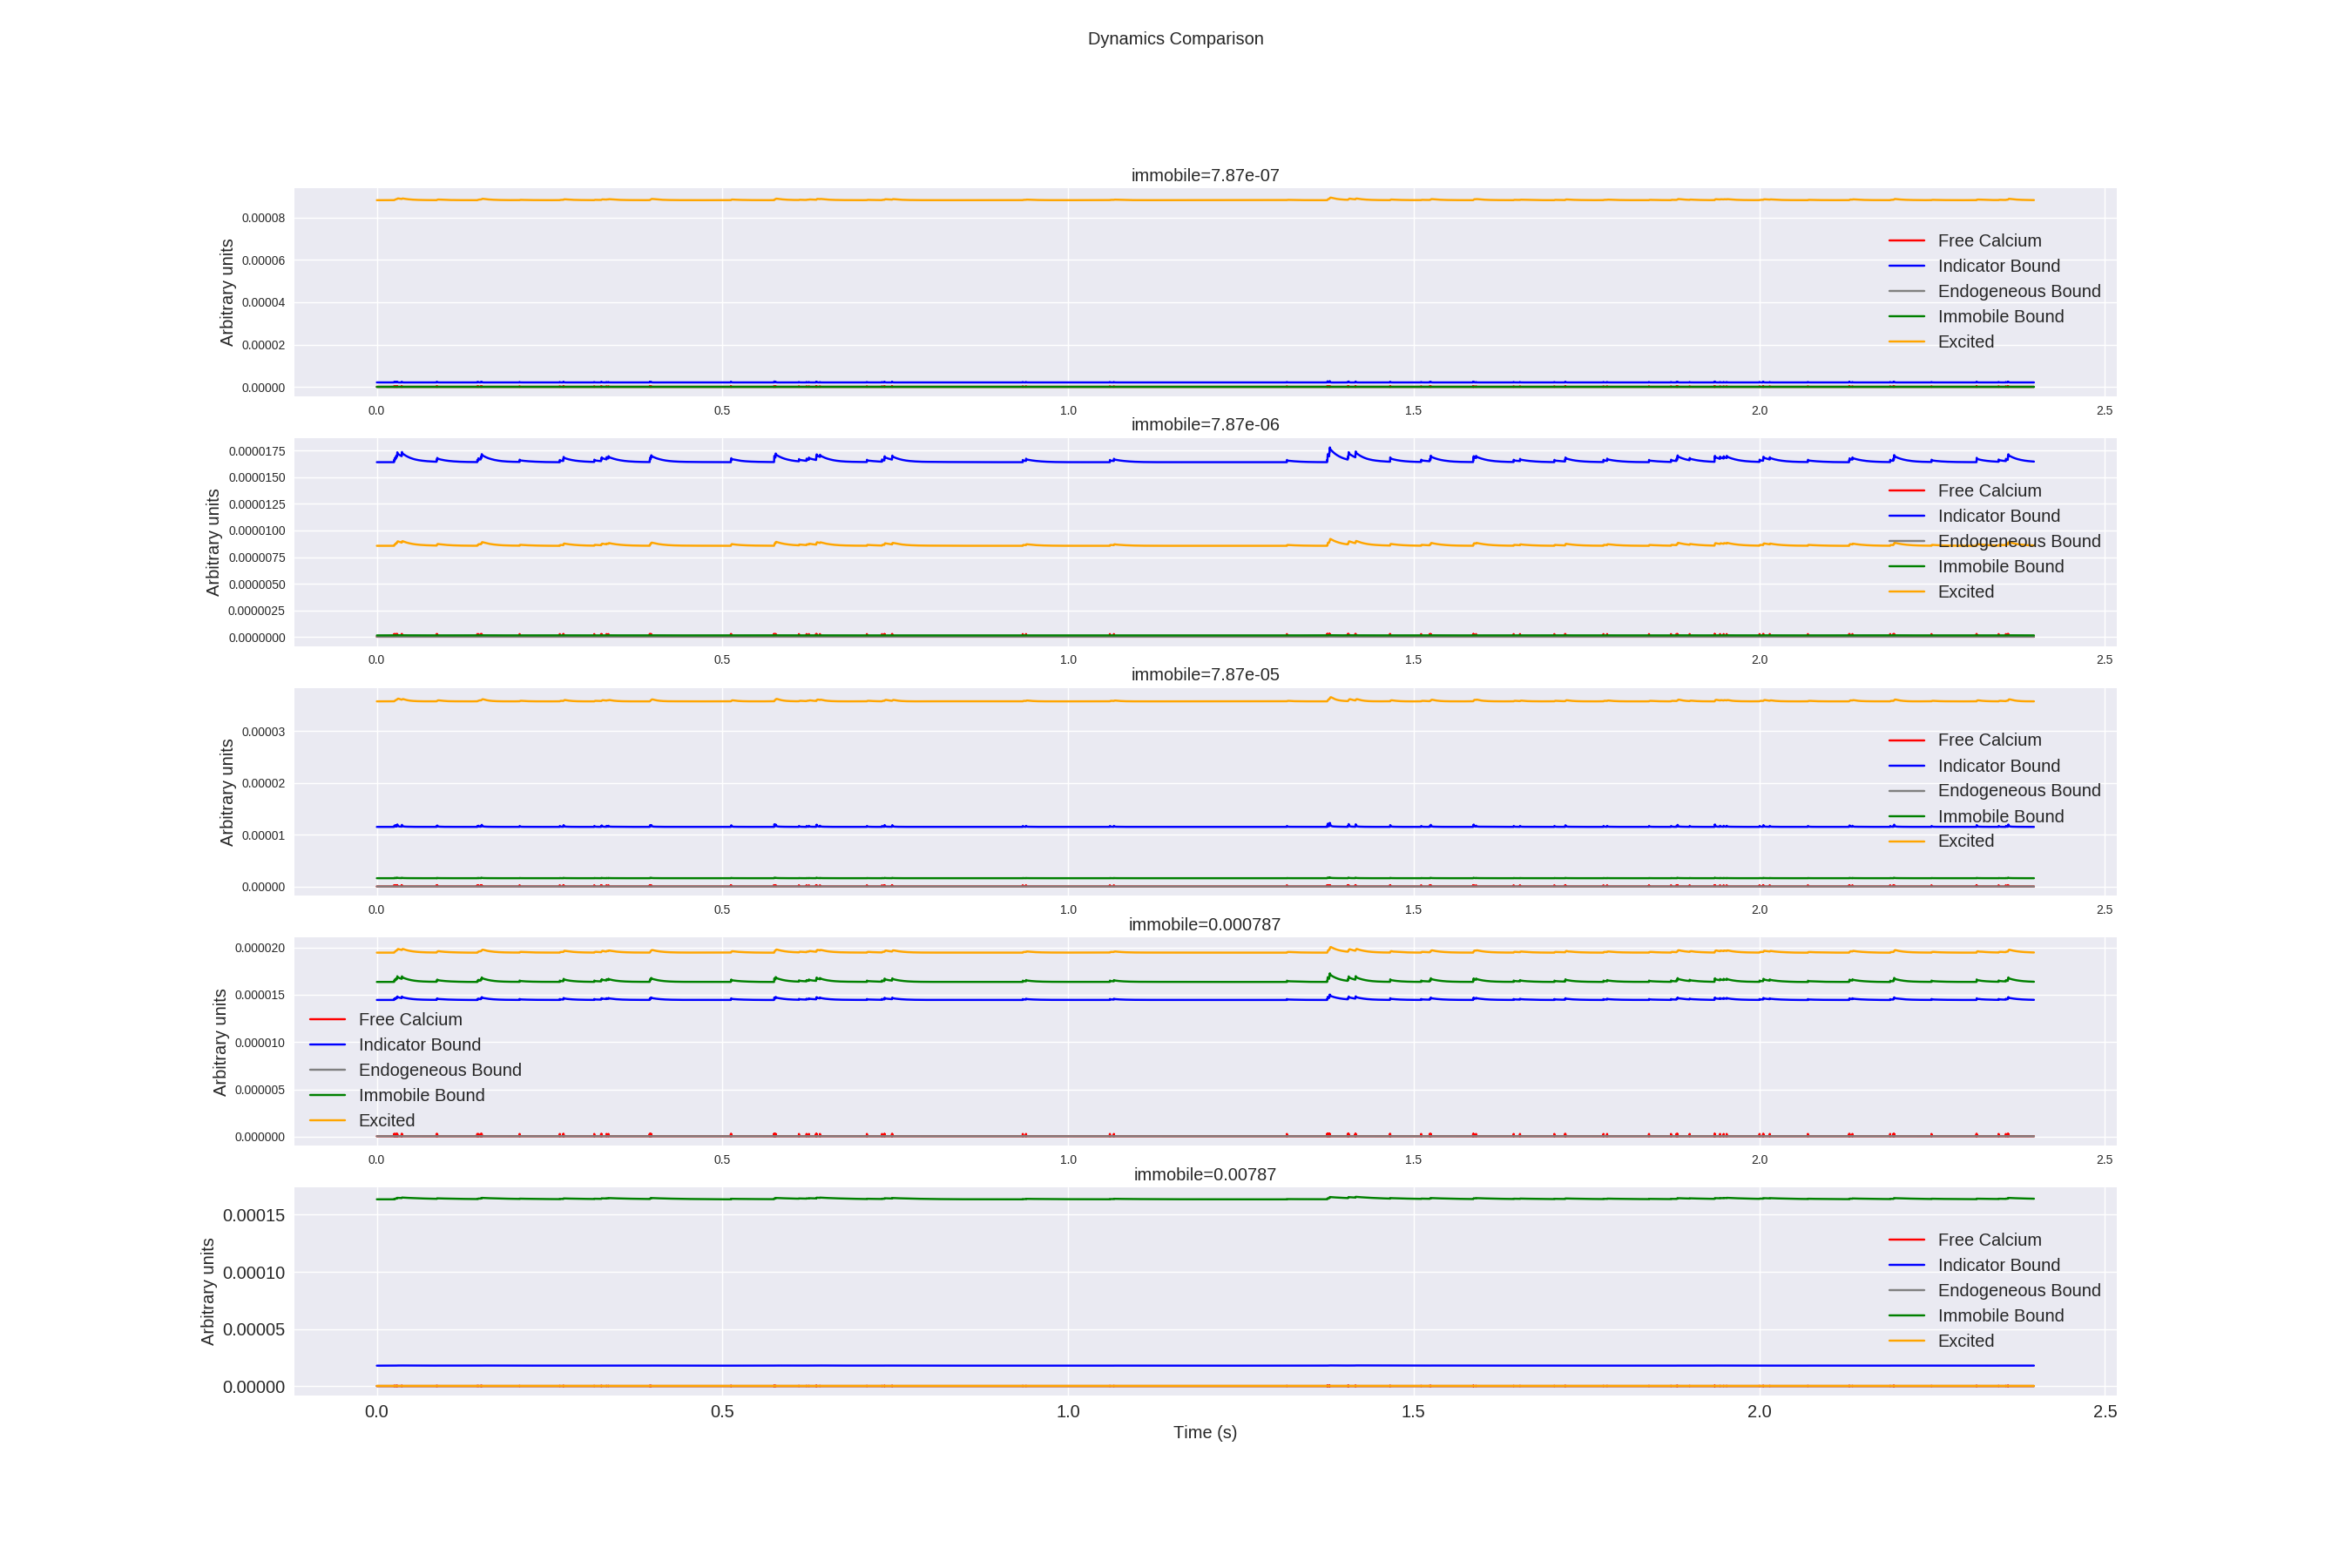 Dynamics Comparison
immobile=7.87e-07
Arbitrary units
0.00008
0.00006
0.00004
0.00002
0.00000
Free Calcium
Indicator Bound
Endogeneous Bound
Immobile Bound
Excited
0.0 0.5 1.0 1.5 2.0 2.5
immobile=7.87e-06
Arbitrary units
0.0000175
0.0000150
0.0000125
0.0000100
0.0000075
0.0000050
0.0000025
0.0000000
Free Calcium
Indicator Bound
Endogeneous Bound
Immobile Bound
Excited
0.0 0.5 1.0 1.5 2.0 2.5
immobile=7.87e-05
Arbitrary units
0.00003
0.00002
0.00001
0.00000
Free Calcium
Indicator Bound
Endogeneous Bound
Immobile Bound
Excited
0.0 0.5 1.0 1.5 2.0 2.5
immobile=0.000787
Arbitrary units
0.000020
0.000015
0.000010
0.000005
0.000000
Free Calcium
Indicator Bound
Endogeneous Bound
Immobile Bound
Excited
0.0 0.5 1.0 1.5 2.0 2.5
immobile=0.00787
Arbitrary units
0.00015
0.00010
0.00005
0.00000
Free Calcium
Indicator Bound
Endogeneous Bound
Immobile Bound
Excited
0.0 0.5 1.0 1.5 2.0 2.5
Time (s)